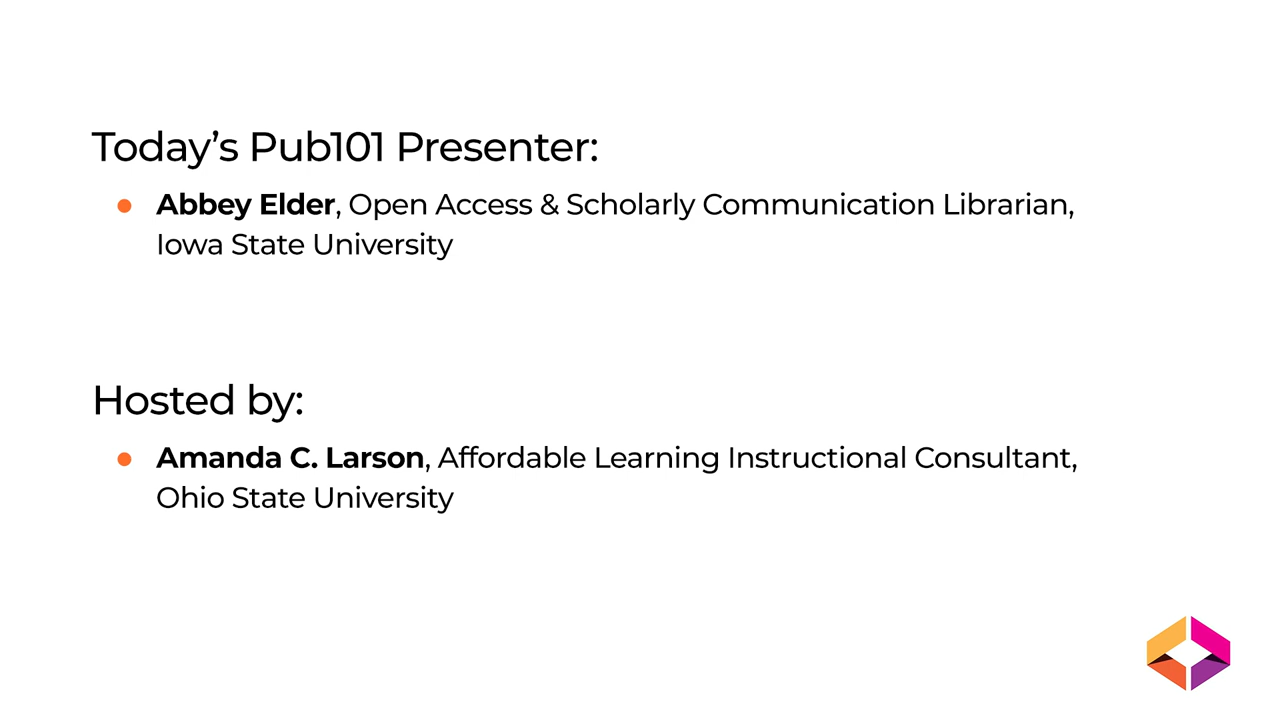 Today’s Pub101 Presenter:
● Abbey Elder, Open Access & Scholarly Communication Librarian,
Iowa State University
Hosted by:
● Amanda C. Larson, Affordable Learning Instructional Consultant,
Ohio State University